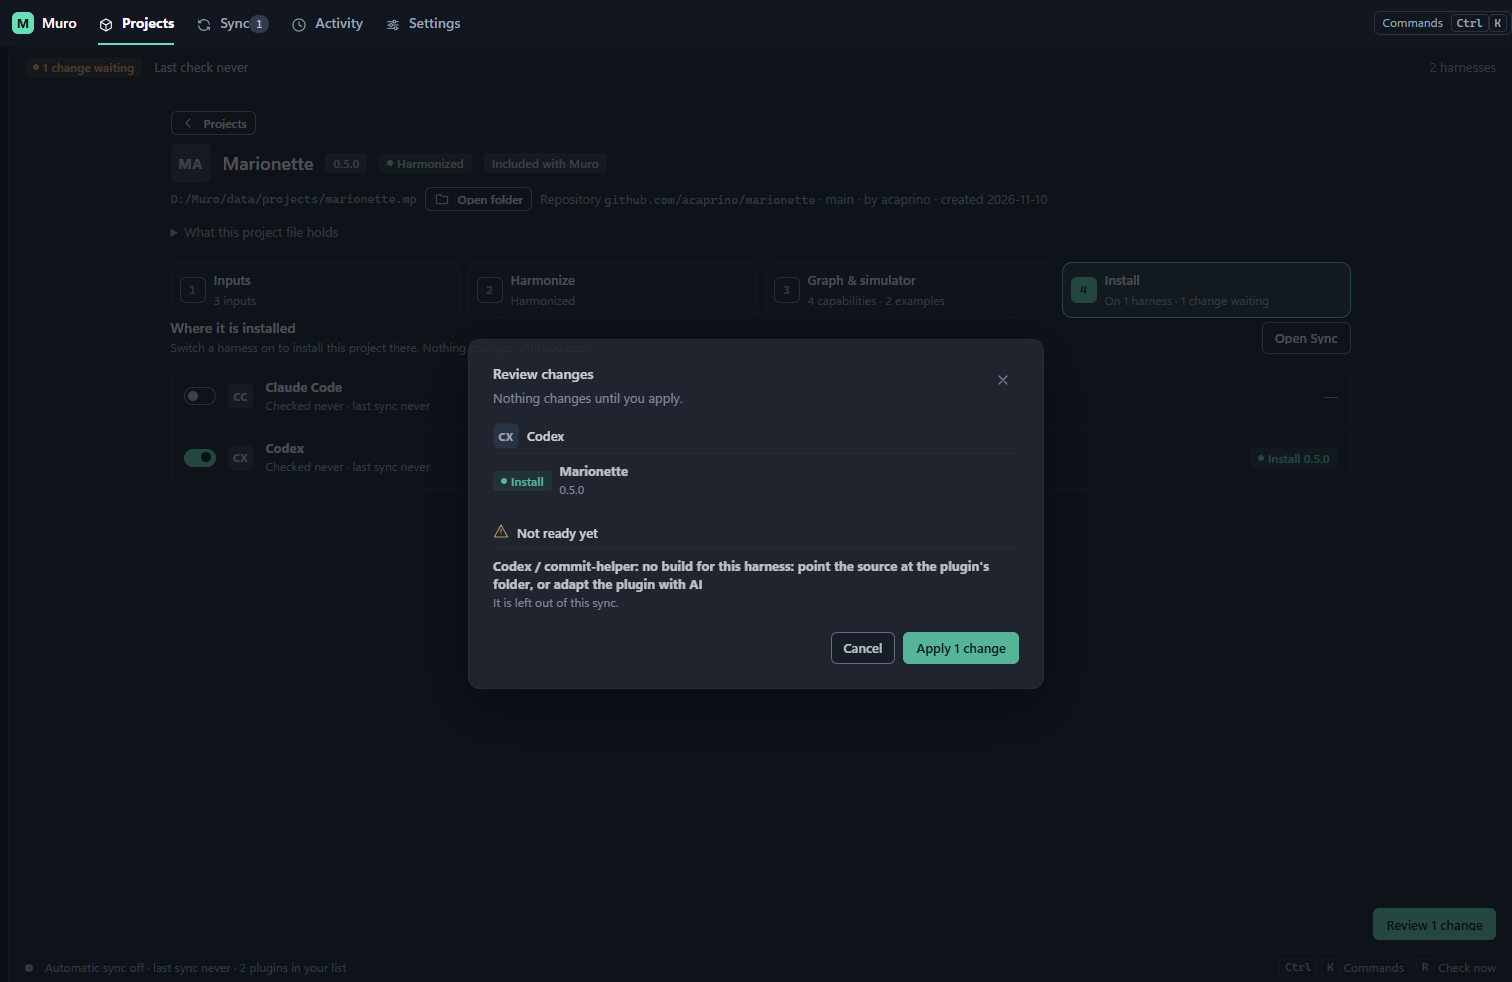 M Muro Projects Sync 1 Activity Settings Commands Ctrl K
1 change waiting Last check never 2 harnesses
Projects
MA Marionette 0.5.0 Harmonized Included with Muro
D:/Muro/data/projects/marionette.mp Open folder Repository github.com/acaprino/marionette · main · by acaprino · created 2026-11-10
What this project file holds
1 Inputs
3 inputs
2 Harmonize
Harmonized
3 Graph & simulator
4 capabilities · 2 examples
4 Install
On 1 harness · 1 change waiting
Where it is installed
Switch a harness on to install this project there. Nothing changes until you apply.
Open Sync
CC Claude Code
Checked never · last sync never
—
CX Codex
Checked never · last sync never
Install 0.5.0
Review changes
Nothing changes until you apply.
CX Codex
Install Marionette
0.5.0
Not ready yet
Codex / commit-helper: no build for this harness: point the source at the plugin's
folder, or adapt the plugin with AI
It is left out of this sync.
Cancel Apply 1 change
Review 1 change
Automatic sync off · last sync never · 2 plugins in your list Ctrl K Commands R Check now